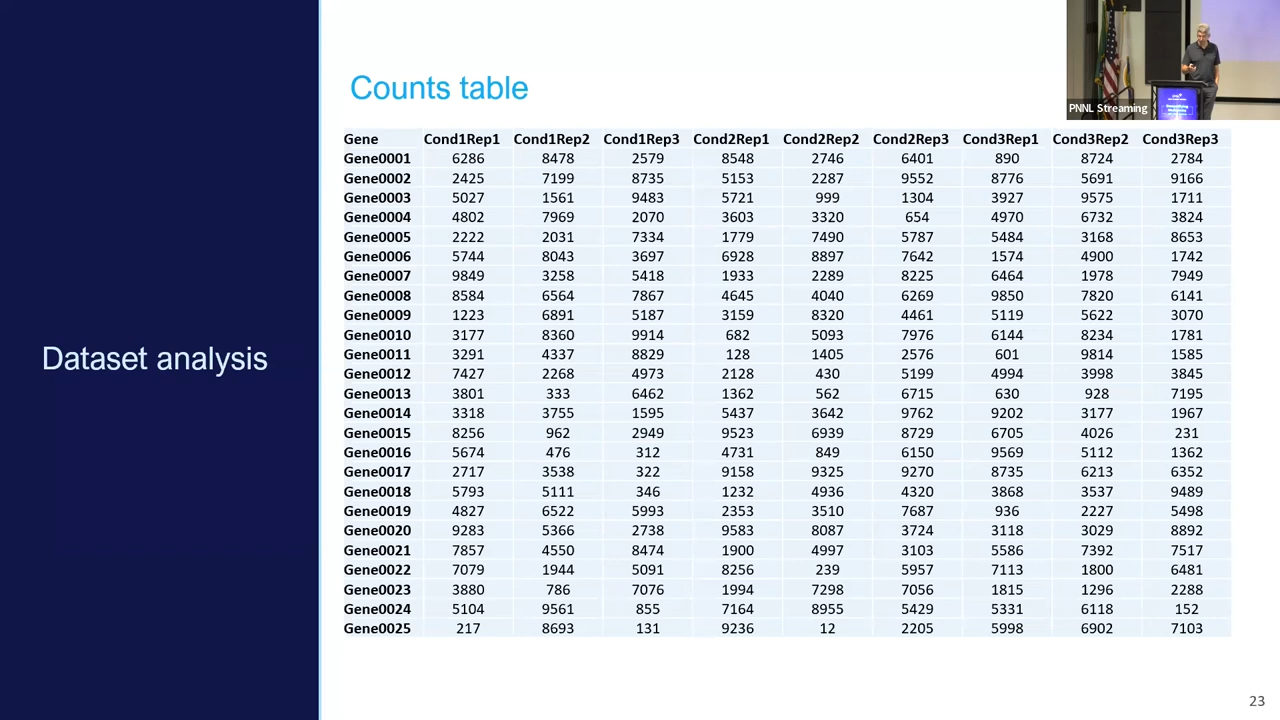 Counts table
PNNL Streaming
Gene Cond1Rep1 Cond1Rep2 Cond1Rep3 Cond2Rep1 Cond2Rep2 Cond2Rep3 Cond3Rep1 Cond3Rep2 Cond3Rep3
Gene0001 6286 8478 2579 8548 2746 6401 890 8724 2784
Gene0002 2425 7199 8735 5153 2287 9552 8776 5691 9166
Gene0003 5027 1561 9483 5721 999 1304 3927 9575 1711
Gene0004 4802 7969 2070 3603 3320 654 4970 6732 3824
Gene0005 2222 2031 7334 1779 7490 5787 5484 3168 8653
Gene0006 5744 8043 3697 6928 8897 7642 1574 4900 1742
Gene0007 9849 3258 5418 1933 2289 8225 6464 1978 7949
Gene0008 8584 6564 7867 4645 4040 6269 9850 7820 6141
Gene0009 1223 6891 5187 3159 8320 4461 5119 5622 3070
Gene0010 3177 8360 9914 682 5093 7976 6144 8234 1781
Gene0011 3291 4337 8829 128 1405 2576 601 9814 1585
Gene0012 7427 2268 4973 2128 430 5199 4994 3998 3845
Gene0013 3801 333 6462 1362 562 6715 630 928 7195
Gene0014 3318 3755 1595 5437 3642 9762 9202 3177 1967
Gene0015 8256 962 2949 9523 6939 8729 6705 4026 231
Gene0016 5674 476 312 4731 849 6150 9569 5112 1362
Gene0017 2717 3538 322 9158 9325 9270 8735 6213 6352
Gene0018 5793 5111 346 1232 4936 4320 3868 3537 9489
Gene0019 4827 6522 5993 2353 3510 7687 936 2227 5498
Gene0020 9283 5366 2738 9583 8087 3724 3118 3029 8892
Gene0021 7857 4550 8474 1900 4997 3103 5586 7392 7517
Gene0022 7079 1944 5091 8256 239 5957 7113 1800 6481
Gene0023 3880 786 7076 1994 7298 7056 1815 1296 2288
Gene0024 5104 9561 855 7164 8955 5429 5331 6118 152
Gene0025 217 8693 131 9236 12 2205 5998 6902 7103
Dataset analysis
23